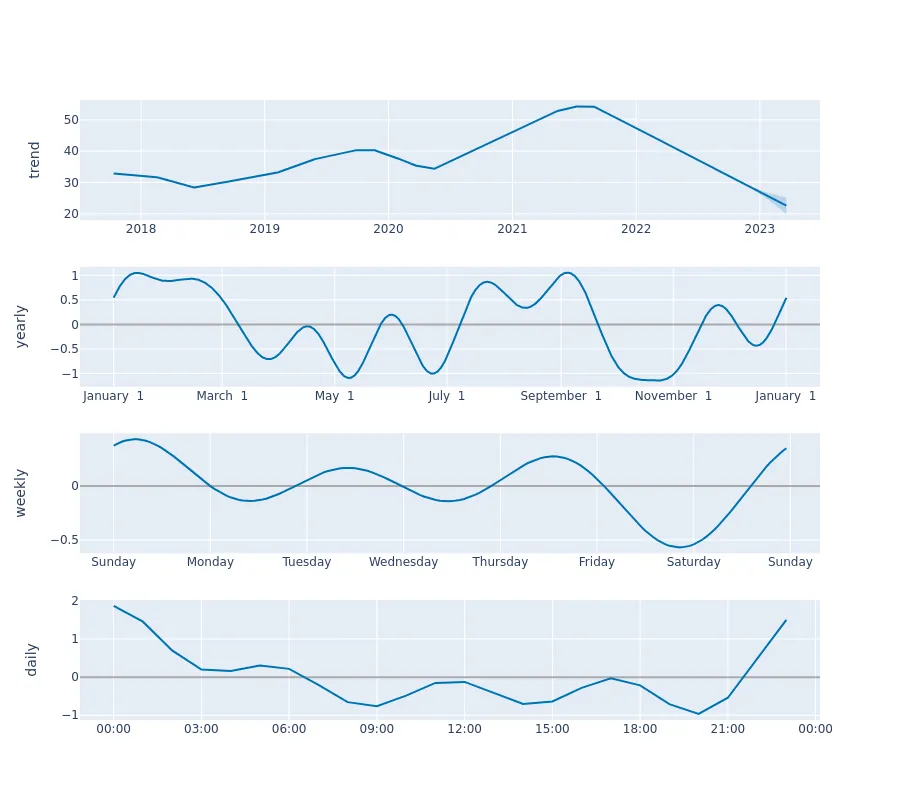 trend
50
40
30
20
2018 2019 2020 2021 2022 2023
yearly
1
0.5
0
−0.5
−1
January 1 March 1 May 1 July 1 September 1 November 1 January 1
weekly
0
−0.5
Sunday Monday Tuesday Wednesday Thursday Friday Saturday Sunday
daily
2
1
0
−1
00:00 03:00 06:00 09:00 12:00 15:00 18:00 21:00 00:00